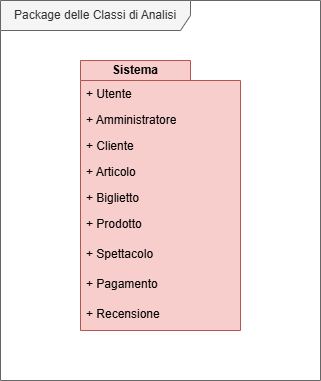 Package delle Classi di Analisi
Sistema
+ Utente
+ Amministratore
+ Cliente
+ Articolo
+ Biglietto
+ Prodotto
+ Spettacolo
+ Pagamento
+ Recensione